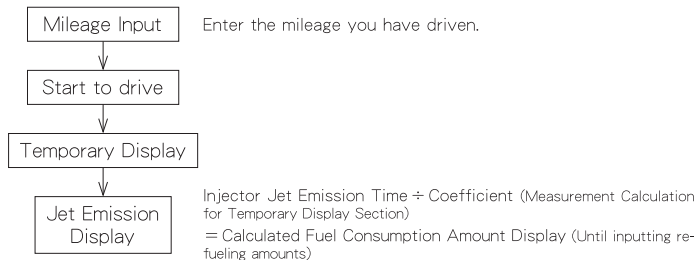 Mileage Input
Enter the mileage you have driven.
Start to drive
Temporary Display
Jet Emission
Display
Injector Jet Emission Time ÷ Coefficient (Measurement Calculation
for Temporary Display Section)
= Calculated Fuel Consumption Amount Display (Until inputting re-
fueling amounts)